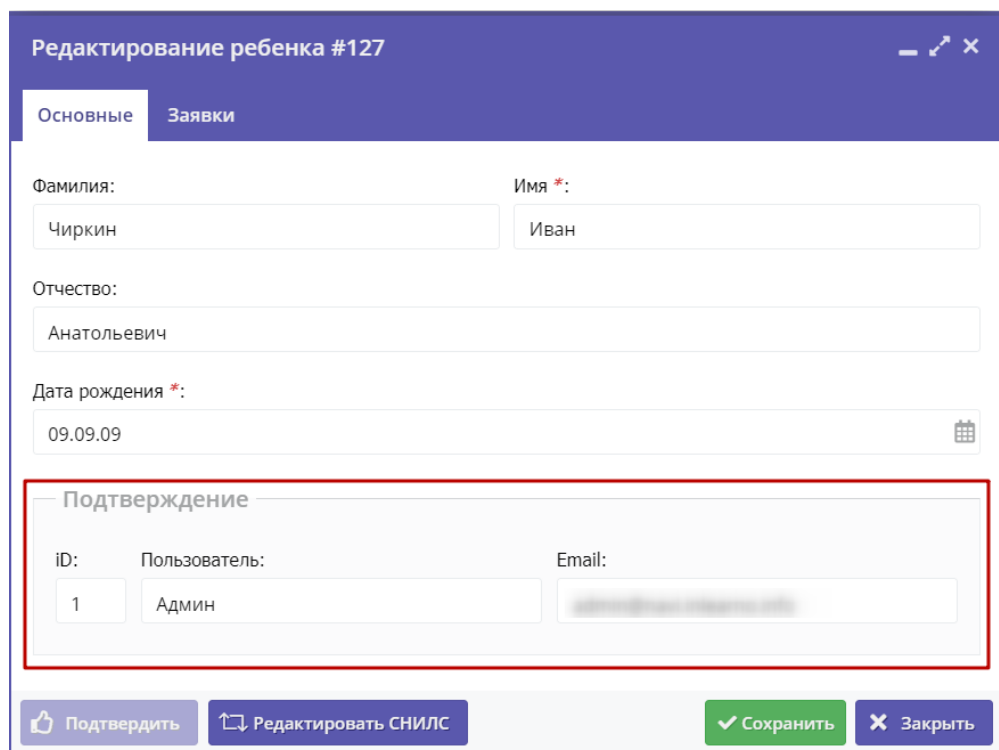 Редактирование ребенка #127
Основные Заявки
Фамилия: Имя *:
Чиркин Иван
Отчество:
Анатольевич
Дата рождения *:
09.09.09
Подтверждение
iD: Пользователь: Email:
1 Админ
Подтвердить Редактировать СНИЛС Сохранить Закрыть